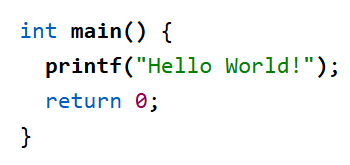 int main() {
  printf("Hello World!");
  return 0;
}